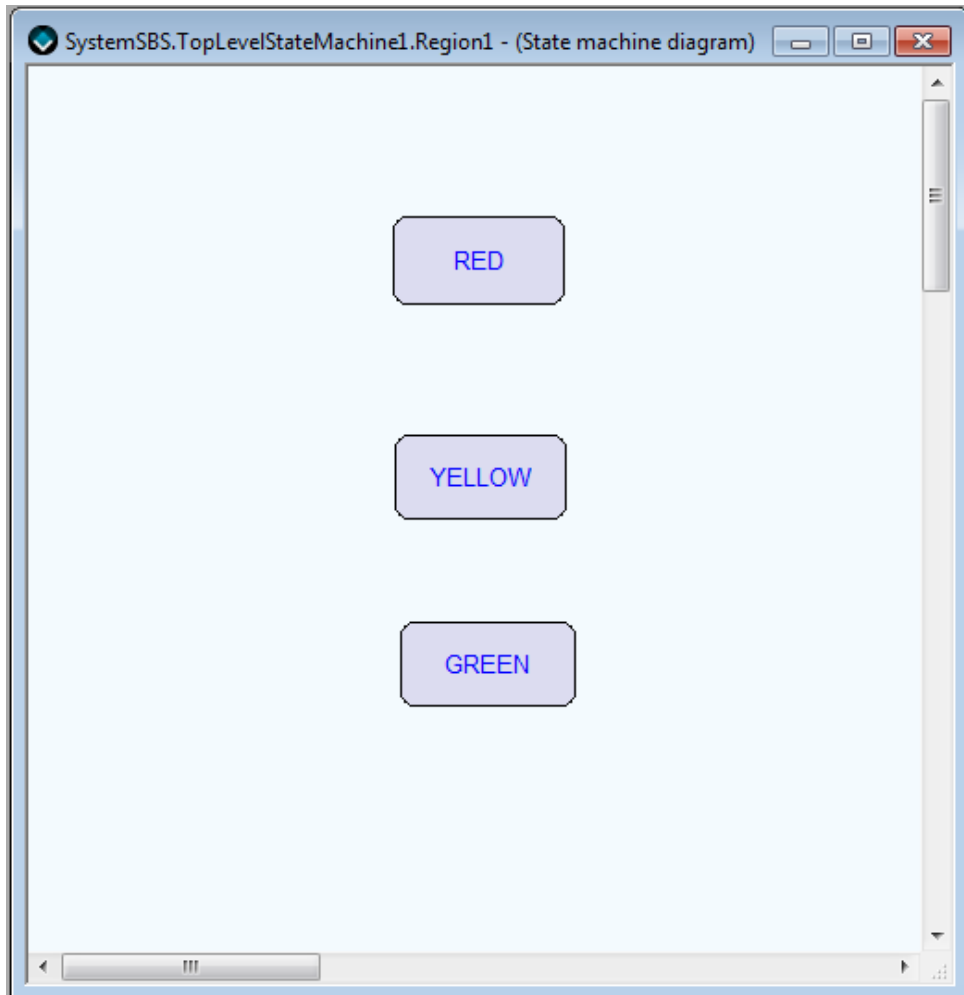 SystemSBS.TopLevelStateMachine1.Region1 - (State machine diagram)
RED
YELLOW
GREEN